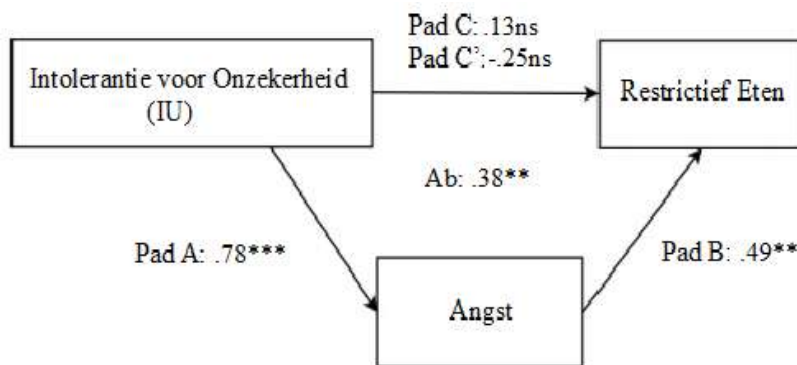 Pad C: .13ns
Pad C’:-.25ns
Intolerantie voor Onzekerheid
(IU)
Restrictief Eten
Ab: .38**
Pad A: .78***
Pad B: .49**
Angst